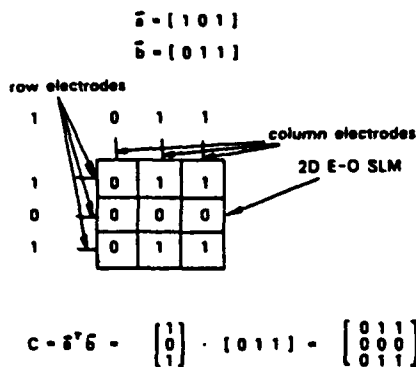 ā = [ 1 0 1 ]
b̄ = [ 0 1 1 ]
row electrodes
1 0 1 1
column electrodes
2D E-O SLM
1 0 1 1
0 0 0 0
1 0 1 1
C = ā^T b̄ = [ 1 0 1 ] · [ 0 1 1 ] = [ 0 1 1
0 0 0
0 1 1 ]